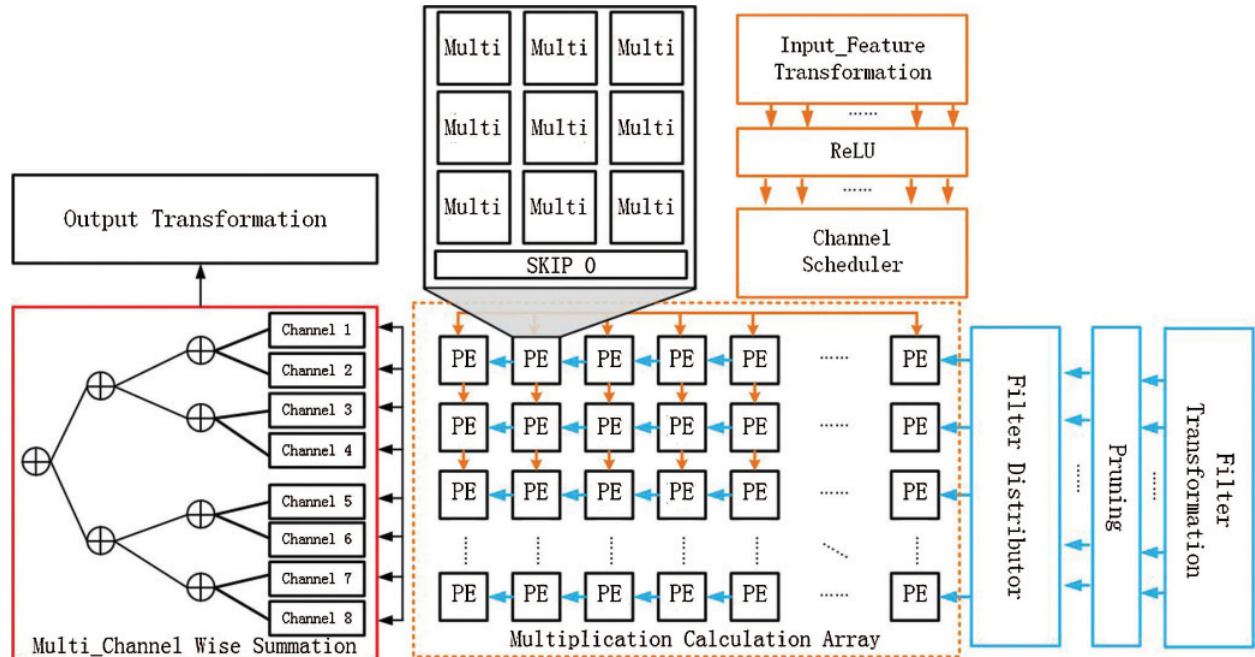 Multi Multi Multi
Multi Multi Multi
Multi Multi Multi
SKIP 0
Input_Feature
Transformation
......
ReLU
......
Channel
Scheduler
Output Transformation
Channel 1
Channel 2
Channel 3
Channel 4
Channel 5
Channel 6
Channel 7
Channel 8
Multi_Channel Wise Summation
PE PE PE PE PE ...... PE
PE PE PE PE PE ...... PE
PE PE PE PE PE ...... PE
...... ...... ...... ...... ...... ...... ......
PE PE PE PE PE ...... PE
Multiplication Calculation Array
Filter Distributor
......
Pruning
......
Filter
Transformation